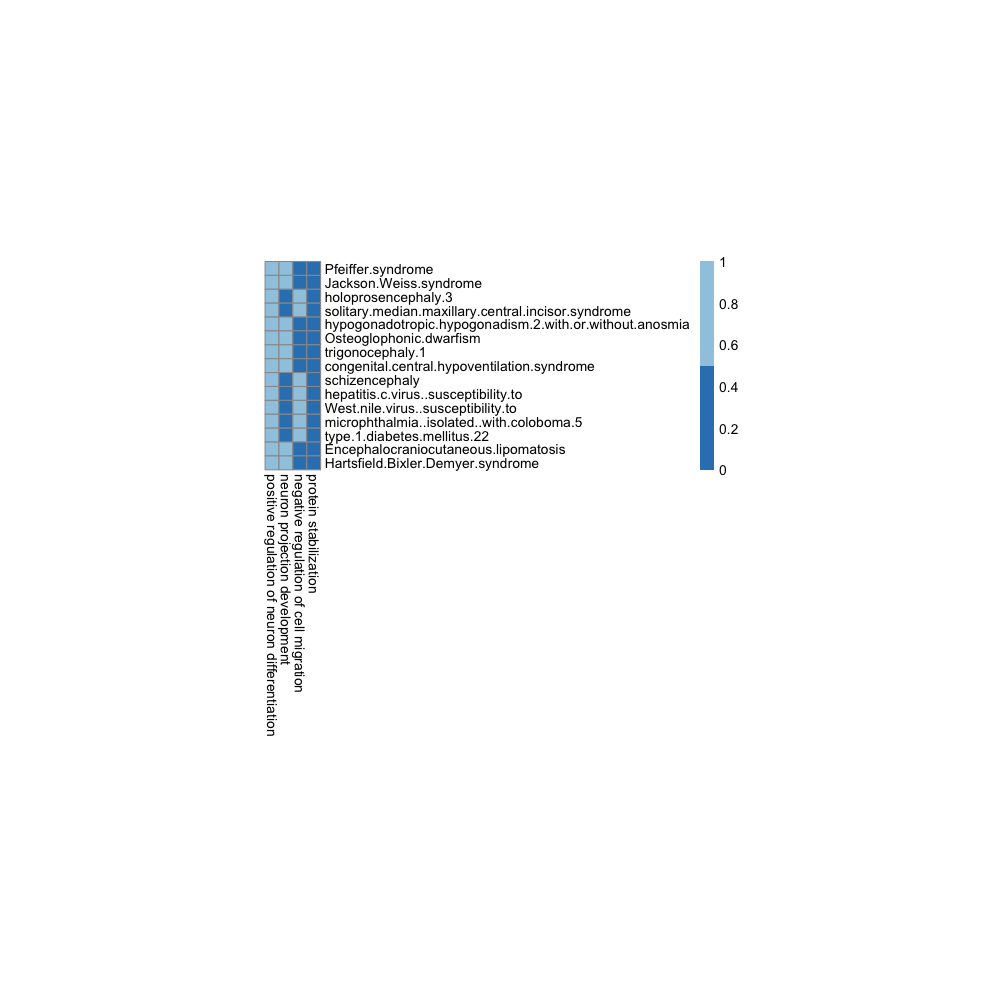 Pfeiffer.syndrome
Jackson.Weiss.syndrome
holoprosencephaly.3
solitary.median.maxillary.central.incisor.syndrome
hypogonadotropic.hypogonadism.2.with.or.without.anosmia
Osteoglophonic.dwarfism
trigonocephaly.1
congenital.central.hypoventilation.syndrome
schizencephaly
hepatitis.c.virus..susceptibility.to
West.nile.virus..susceptibility.to
microphthalmia..isolated..with.coloboma.5
type.1.diabetes.mellitus.22
Encephalocraniocutaneous.lipomatosis
Hartsfield.Bixler.Demyer.syndrome
positive regulation of neuron differentiation
neuron projection development
negative regulation of cell migration
protein stabilization
1
0.8
0.6
0.4
0.2
0